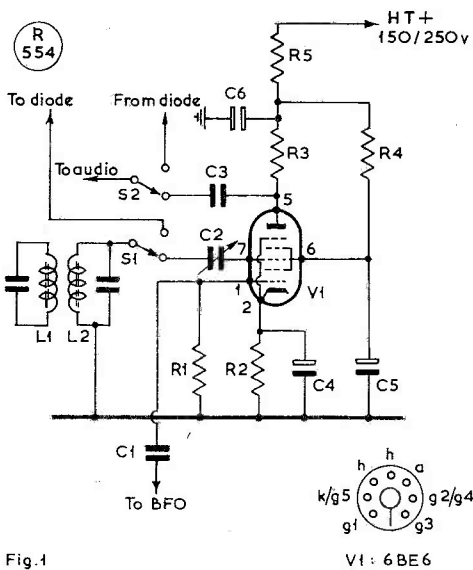 R
554
HT+
150/250v
R5
To diode
From diode
C6
R3
R4
To audio
S2
C3
5
S1
C2
7
6
1
V1
2
L1
L2
R1
R2
C4
C5
C1
To BFO
h
h
a
k/g5
g2/g4
g1
g3
Fig.1
V1: 6BE6